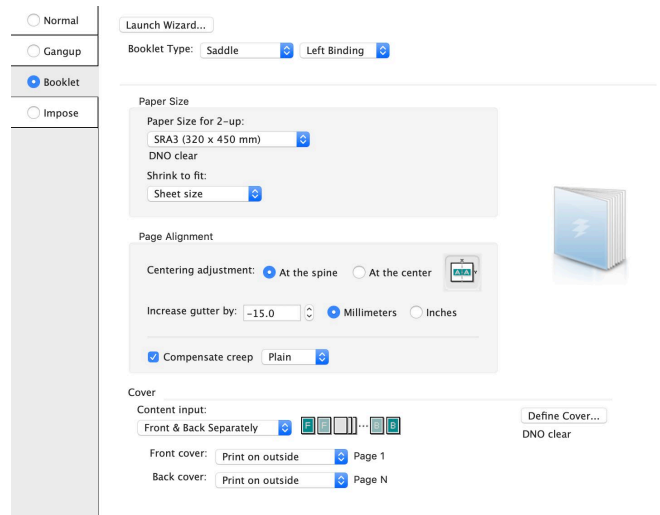 Normal
Gangup
Booklet
Impose
Launch Wizard...
Booklet Type: Saddle Left Binding
Paper Size
Paper Size for 2-up:
SRA3 (320 x 450 mm)
DNO clear
Shrink to fit:
Sheet size
Page Alignment
Centering adjustment: At the spine At the center
Increase gutter by: -15.0 Millimeters Inches
Compensate creep Plain
Cover
Content input:
Front & Back Separately F F B B
Define Cover...
DNO clear
Front cover: Print on outside Page 1
Back cover: Print on outside Page N